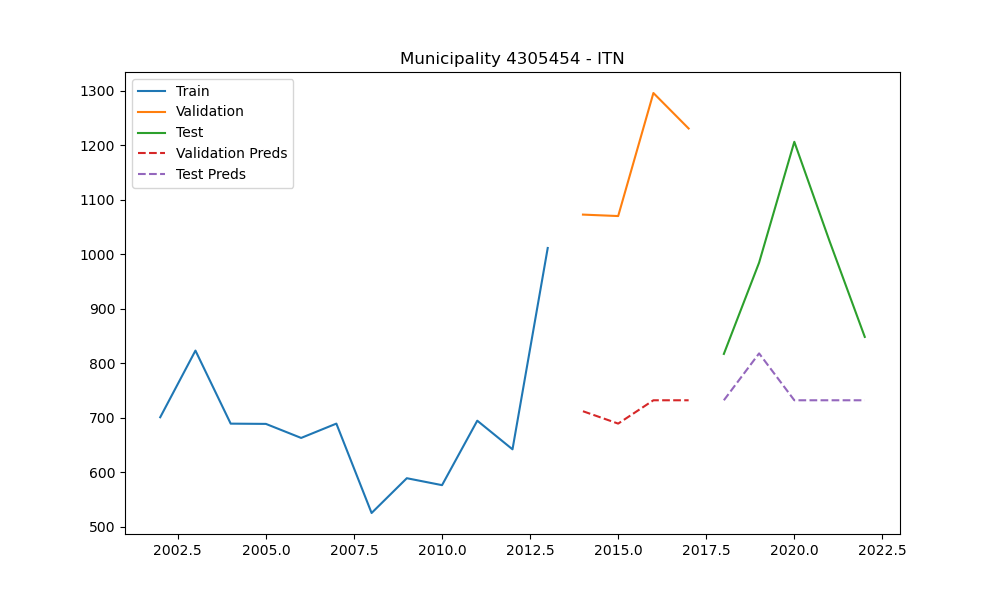 Municipality 4305454 - ITN
Train
Validation
Test
Validation Preds
Test Preds
1300
1200
1100
1000
900
800
700
600
500
2002.5 2005.0 2007.5 2010.0 2012.5 2015.0 2017.5 2020.0 2022.5